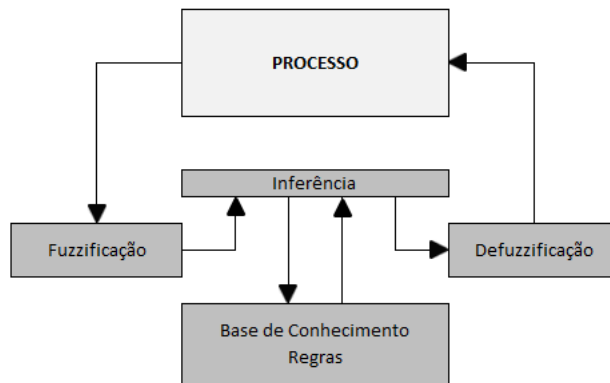 PROCESSO
Inferência
Fuzzificação
Defuzzificação
Base de Conhecimento
Regras